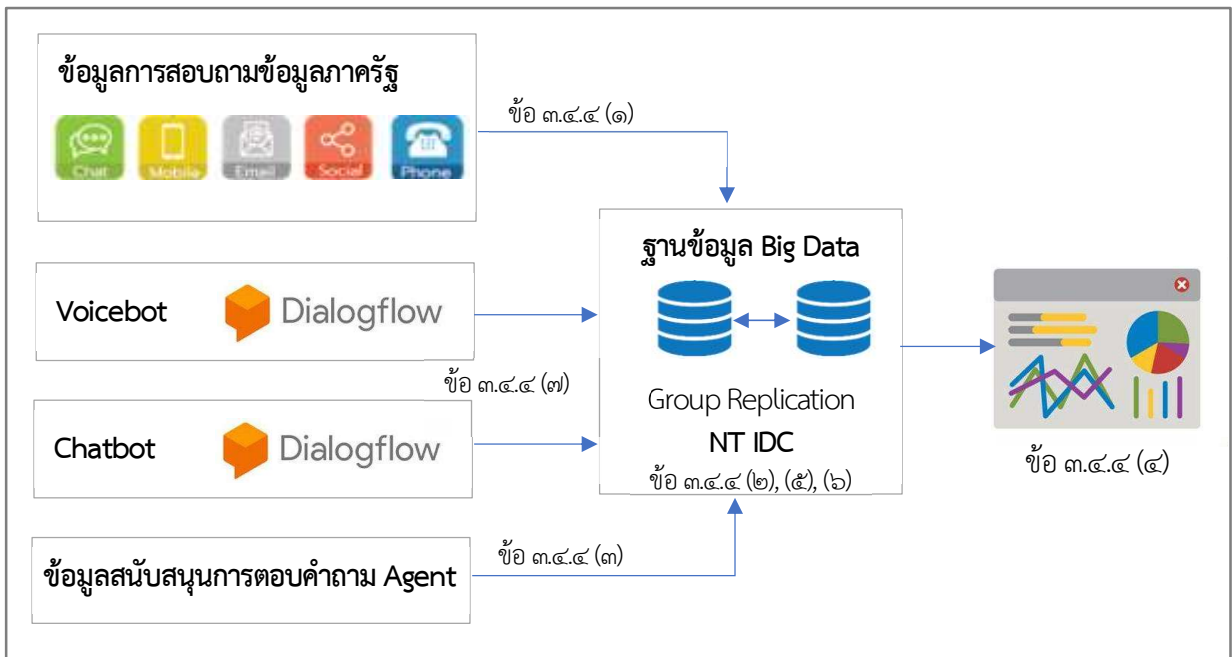 ข้อมูลการสอบถามข้อมูลภาครัฐ
Chat Mobile Email Social Phone
ข้อ ๓.๔.๔ (๑)
Voicebot Dialogflow
ข้อ ๓.๔.๔ (๗)
Chatbot Dialogflow
ข้อมูลสนับสนุนการตอบคำถาม Agent
ข้อ ๓.๔.๔ (๓)
ฐานข้อมูล Big Data
Group Replication
NT IDC
ข้อ ๓.๔.๔ (๒), (๕), (๖)
ข้อ ๓.๔.๔ (๔)